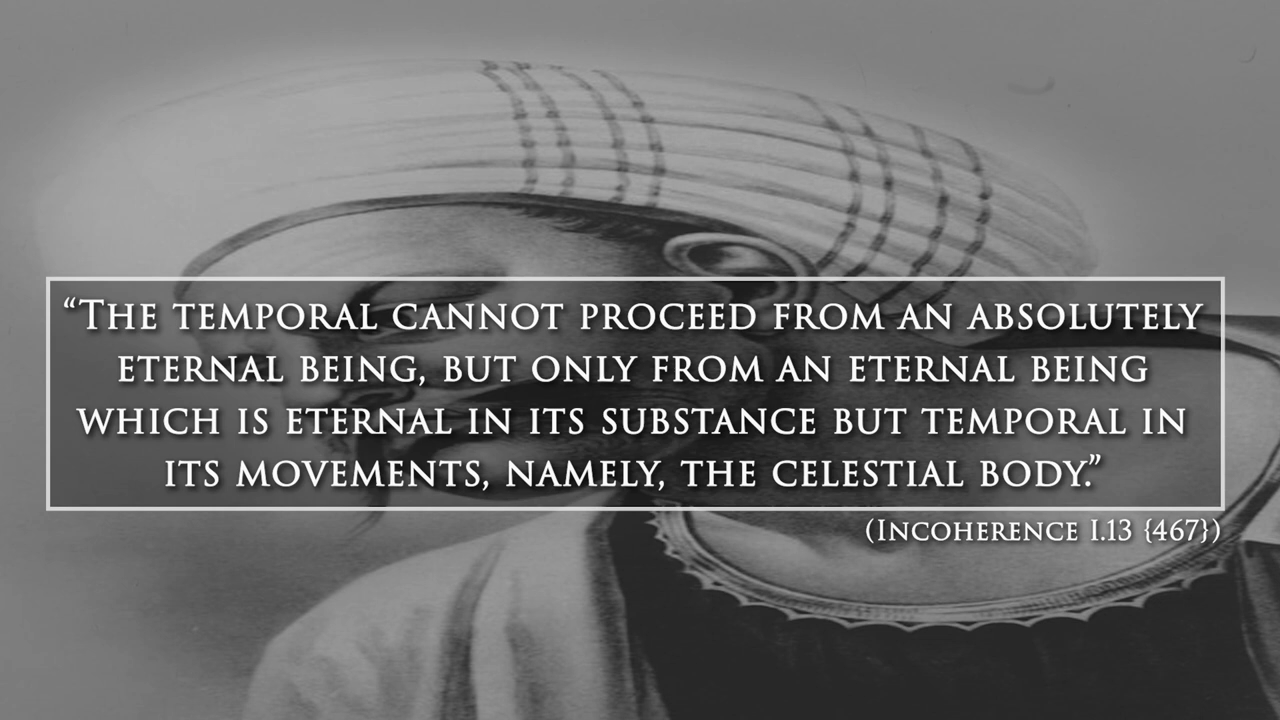 “The temporal cannot proceed from an absolutely
eternal being, but only from an eternal being
which is eternal in its substance but temporal in
its movements, namely, the celestial body.”
(Incoherence I.13 {467})